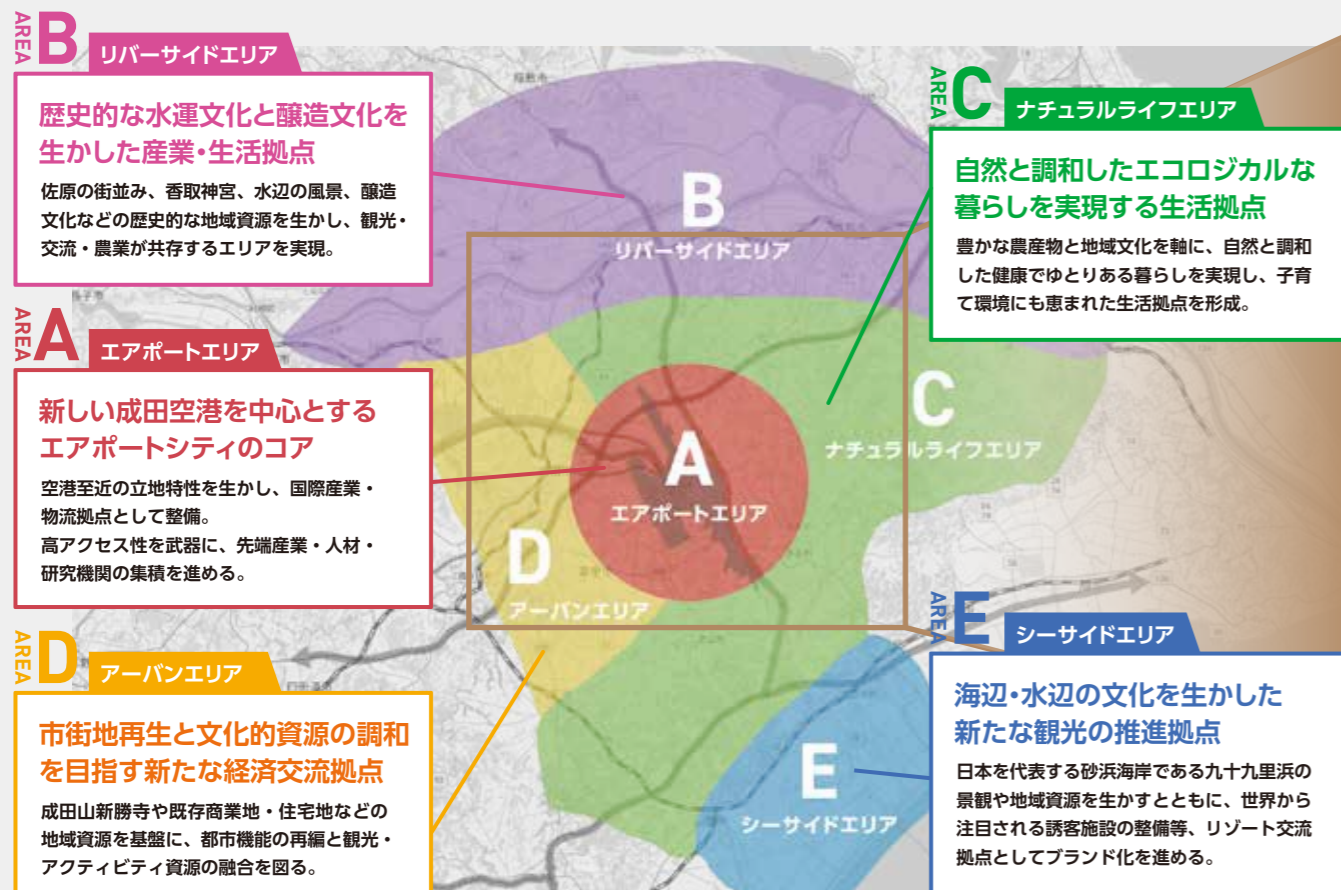 AREA B リバーサイドエリア
歴史的な水運文化と醸造文化を
生かした産業・生活拠点
佐原の街並み、香取神宮、水辺の風景、醸造
文化などの歴史的な地域資源を生かし、観光・
交流・農業が共存するエリアを実現。
AREA A エアポートエリア
新しい成田空港を中心とする
エアポートシティのコア
空港至近の立地特性を生かし、国際産業・
物流拠点として整備。
高アクセス性を武器に、先端産業・人材・
研究機関の集積を進める。
AREA D アーバンエリア
市街地再生と文化的資源の調和
を目指す新たな経済交流拠点
成田山新勝寺や既存商業地・住宅地などの
地域資源を基盤に、都市機能の再編と観光・
アクティビティ資源の融合を図る。
B
リバーサイドエリア
C
ナチュラルライフエリア
A
エアポートエリア
D
アーバンエリア
E
シーサイドエリア
AREA C ナチュラルライフエリア
自然と調和したエコロジカルな
暮らしを実現する生活拠点
豊かな農産物と地域文化を軸に、自然と調和
した健康でゆとりある暮らしを実現し、子育
て環境にも恵まれた生活拠点を形成。
AREA E シーサイドエリア
海辺・水辺の文化を生かした
新たな観光の推進拠点
日本を代表する砂浜海岸である九十九里浜の
景観や地域資源を生かすとともに、世界から
注目される誘客施設の整備等、リゾート交流
拠点としてブランド化を進める。